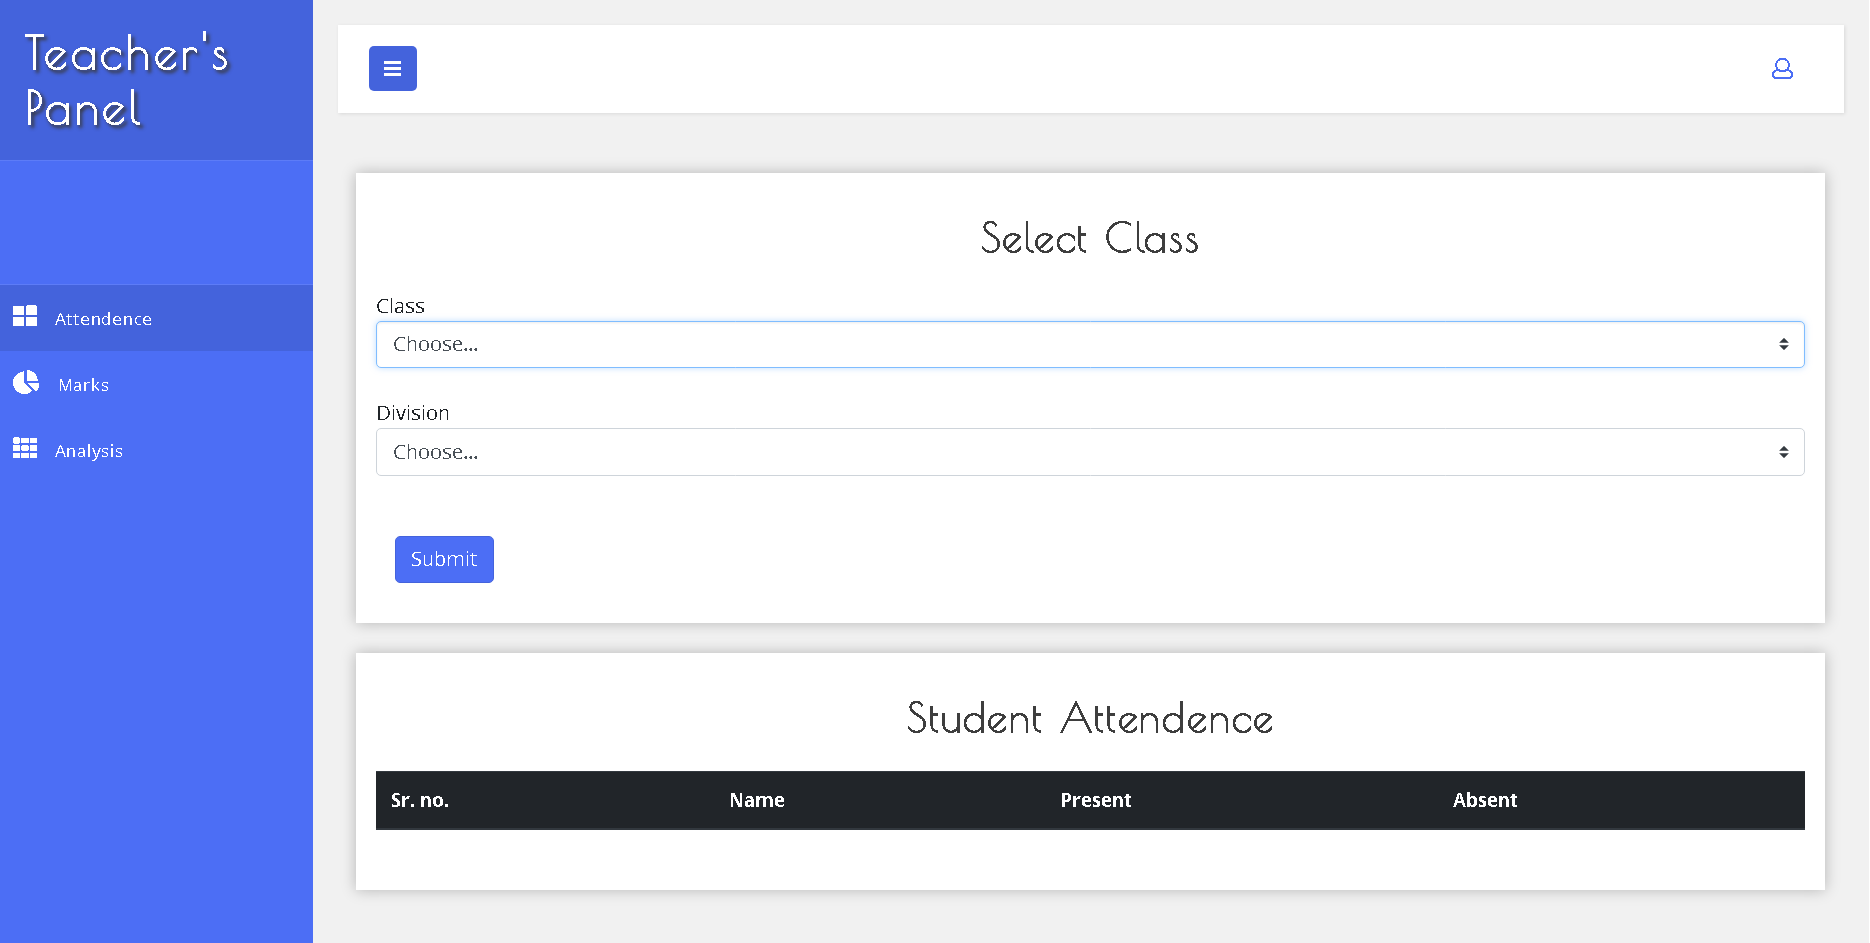 Teacher's
Panel
Attendence
Marks
Analysis
Select Class
Class
Choose...
Division
Choose...
Submit
Student Attendence
Sr. no. Name Present Absent